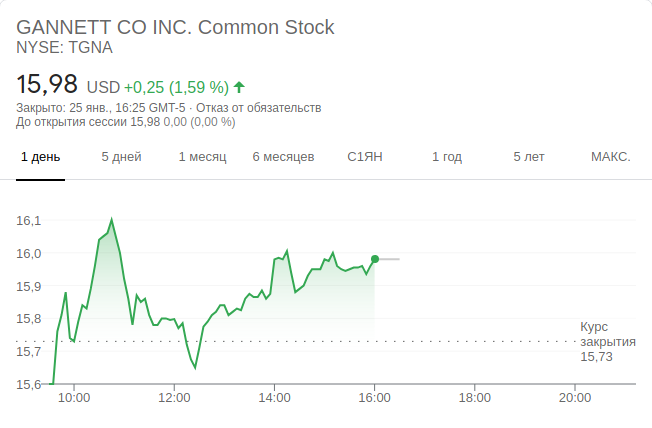 GANNETT CO INC. Common Stock
NYSE: TGNA
15,98 USD +0,25 (1,59 %)
Закрыто: 25 янв., 16:25 GMT-5 · Отказ от обязательств
До открытия сессии 15,98 0,00 (0,00 %)
1 день 5 дней 1 месяц 6 месяцев С1ЯН 1 год 5 лет МАКС.
16,1
16,0
15,9
15,8
Курс
закрытия
15,7
15,73
15,6
10:00 12:00 14:00 16:00 18:00 20:00